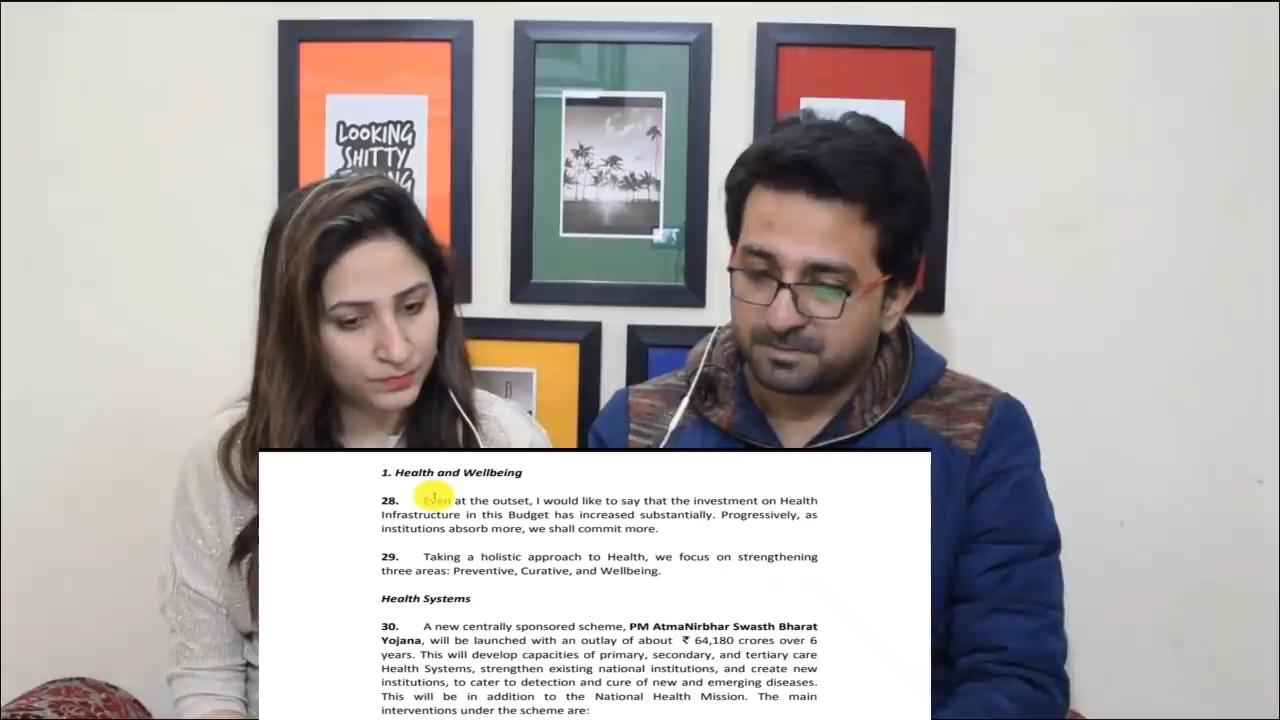 LOOKING
SHITTY
1. Health and Wellbeing
28. Even at the outset, I would like to say that the investment on Health
Infrastructure in this Budget has increased substantially. Progressively, as
institutions absorb more, we shall commit more.
29. Taking a holistic approach to Health, we focus on strengthening
three areas: Preventive, Curative, and Wellbeing.
Health Systems
30. A new centrally sponsored scheme, PM AtmaNirbhar Swasth Bharat
Yojana, will be launched with an outlay of about ₹ 64,180 crores over 6
years. This will develop capacities of primary, secondary, and tertiary care
Health Systems, strengthen existing national institutions, and create new
institutions, to cater to detection and cure of new and emerging diseases.
This will be in addition to the National Health Mission. The main
interventions under the scheme are: